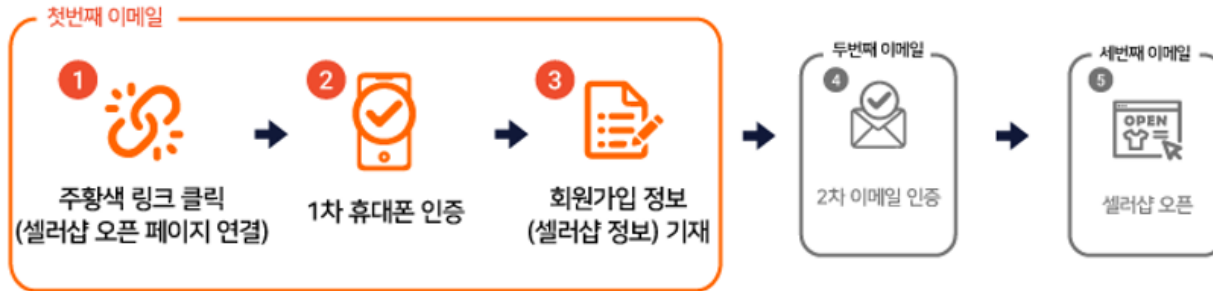 첫번째 이메일
1
주황색 링크 클릭
(셀러샵 오픈 페이지 연결)
2
1차 휴대폰 인증
3
회원가입 정보
(셀러샵 정보) 기재
두번째 이메일
4
2차 이메일 인증
세번째 이메일
5
OPEN
셀러샵 오픈